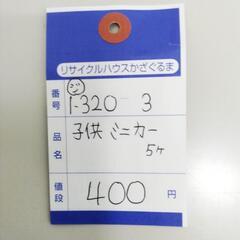 リサイクルハウスかざぐるま
番号 ジ 1-320 3
品名 子供 ミニカー
5ヶ
値段 400 円